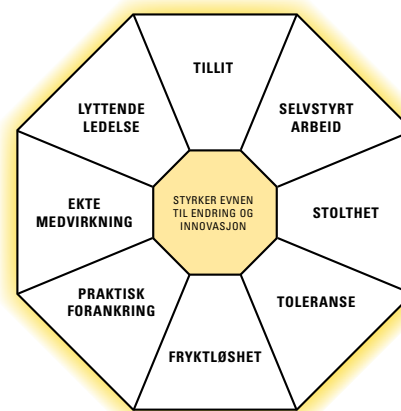 TILLIT
SELVSTYRT
ARBEID
STOLTHET
TOLERANSE
FRYKTLØSHET
PRAKTISK
FORANKRING
EKTE
MEDVIRKNING
LYTTENDE
LEDELSE
STYRKER EVNEN
TIL ENDRING OG
INNOVASJON